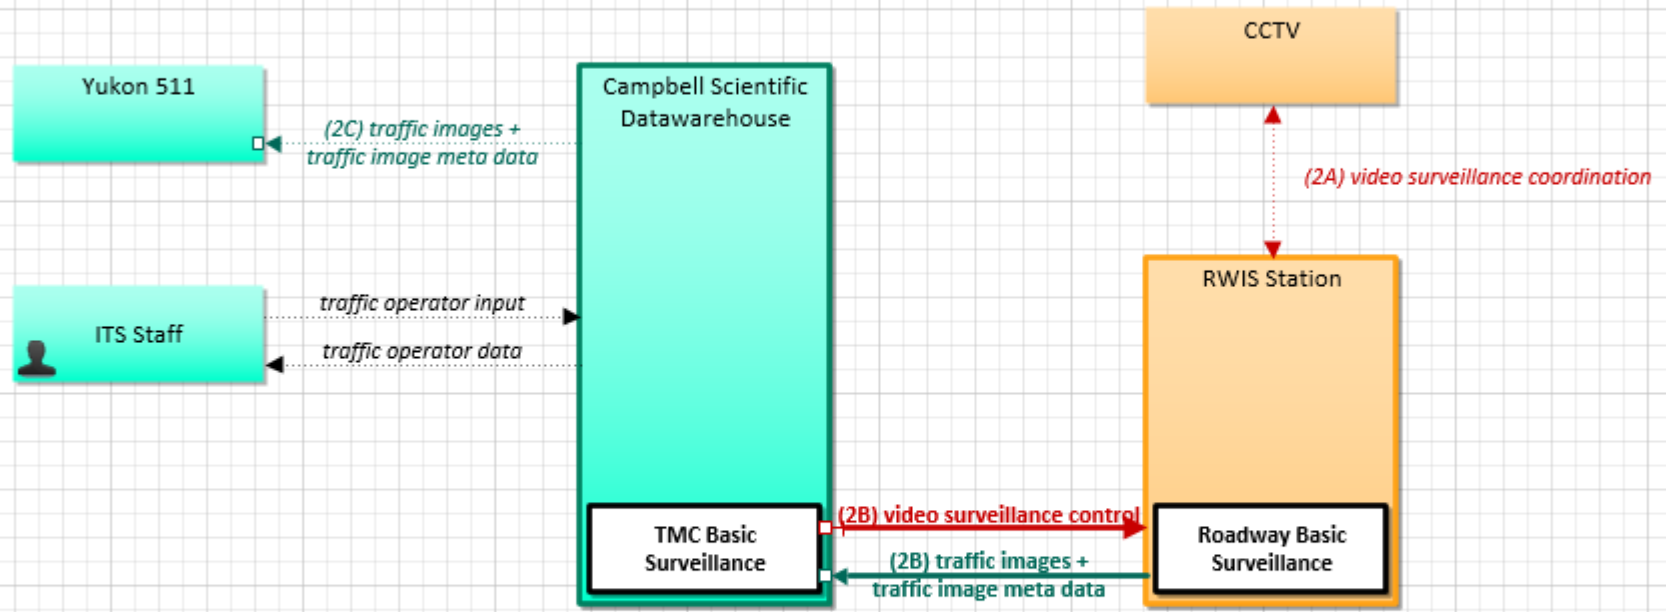 CCTV
Yukon 511
Campbell Scientific
Datawarehouse
(2C) traffic images +
traffic image meta data
(2A) video surveillance coordination
RWIS Station
traffic operator input
ITS Staff
traffic operator data
(2B) video surveillance control
TMC Basic
Surveillance
Roadway Basic
Surveillance
(2B) traffic images +
traffic image meta data